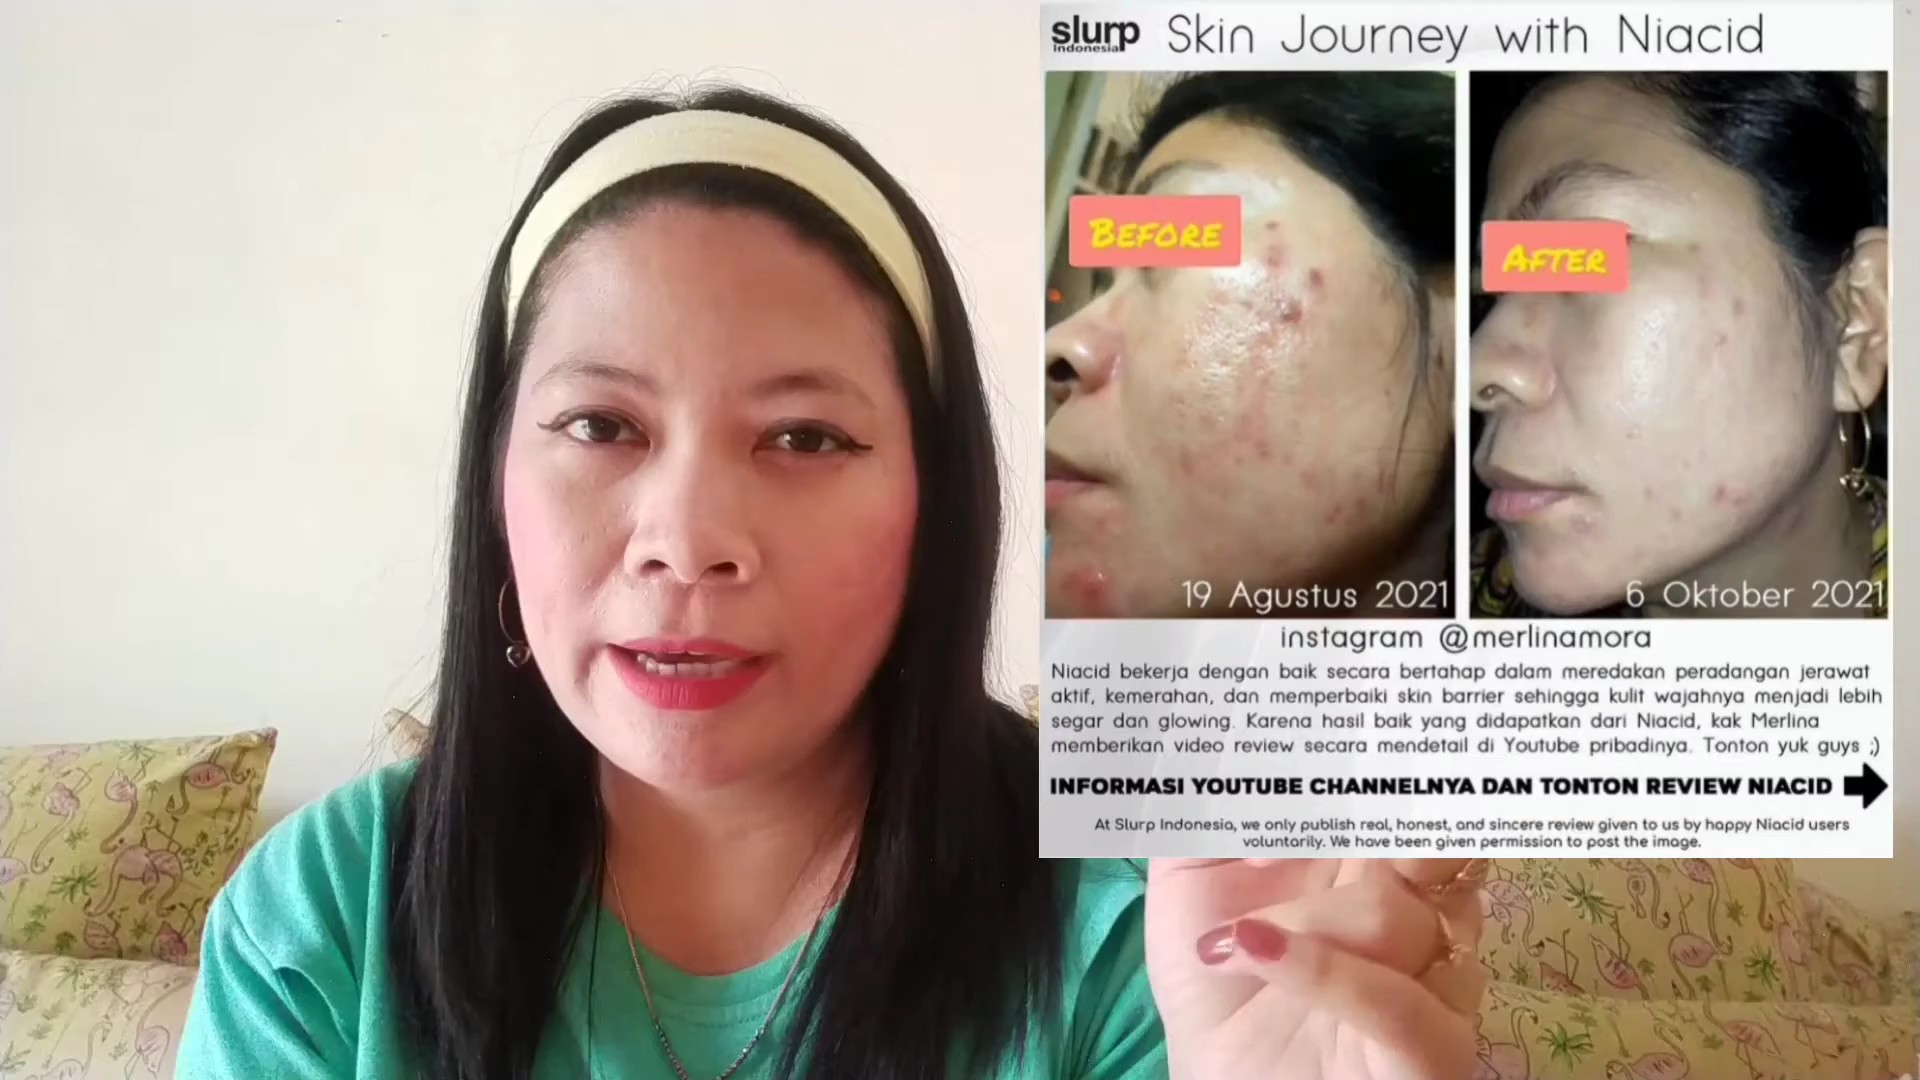 slurp
Indonesia
Skin Journey with Niacid
BEFORE
AFTER
19 Agustus 2021
6 Oktober 2021
instagram @merlinamora
Niacid bekerja dengan baik secara bertahap dalam meredakan peradangan jerawat
aktif, kemerahan, dan memperbaiki skin barrier sehingga kulit wajahnya menjadi lebih
segar dan glowing. Karena hasil baik yang didapatkan dari Niacid, kak Merlina
memberikan video review secara mendetail di Youtube pribadinya. Tonton yuk guys ;)
INFORMASI YOUTUBE CHANNELNYA DAN TONTON REVIEW NIACID
At Slurp Indonesia, we only publish real, honest, and sincere review given to us by happy Niacid users
voluntarily. We have been given permission to post the image.